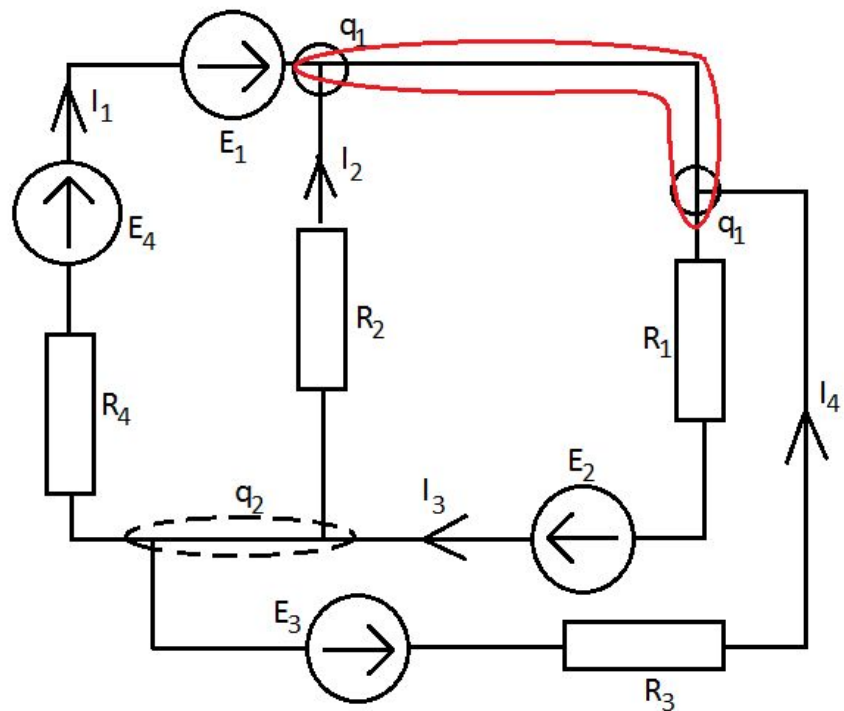 q₁
I₁
E₁
I₂
E₄
q₁
R₂
R₁
R₄
I₄
q₂
I₃
E₂
E₃
R₃